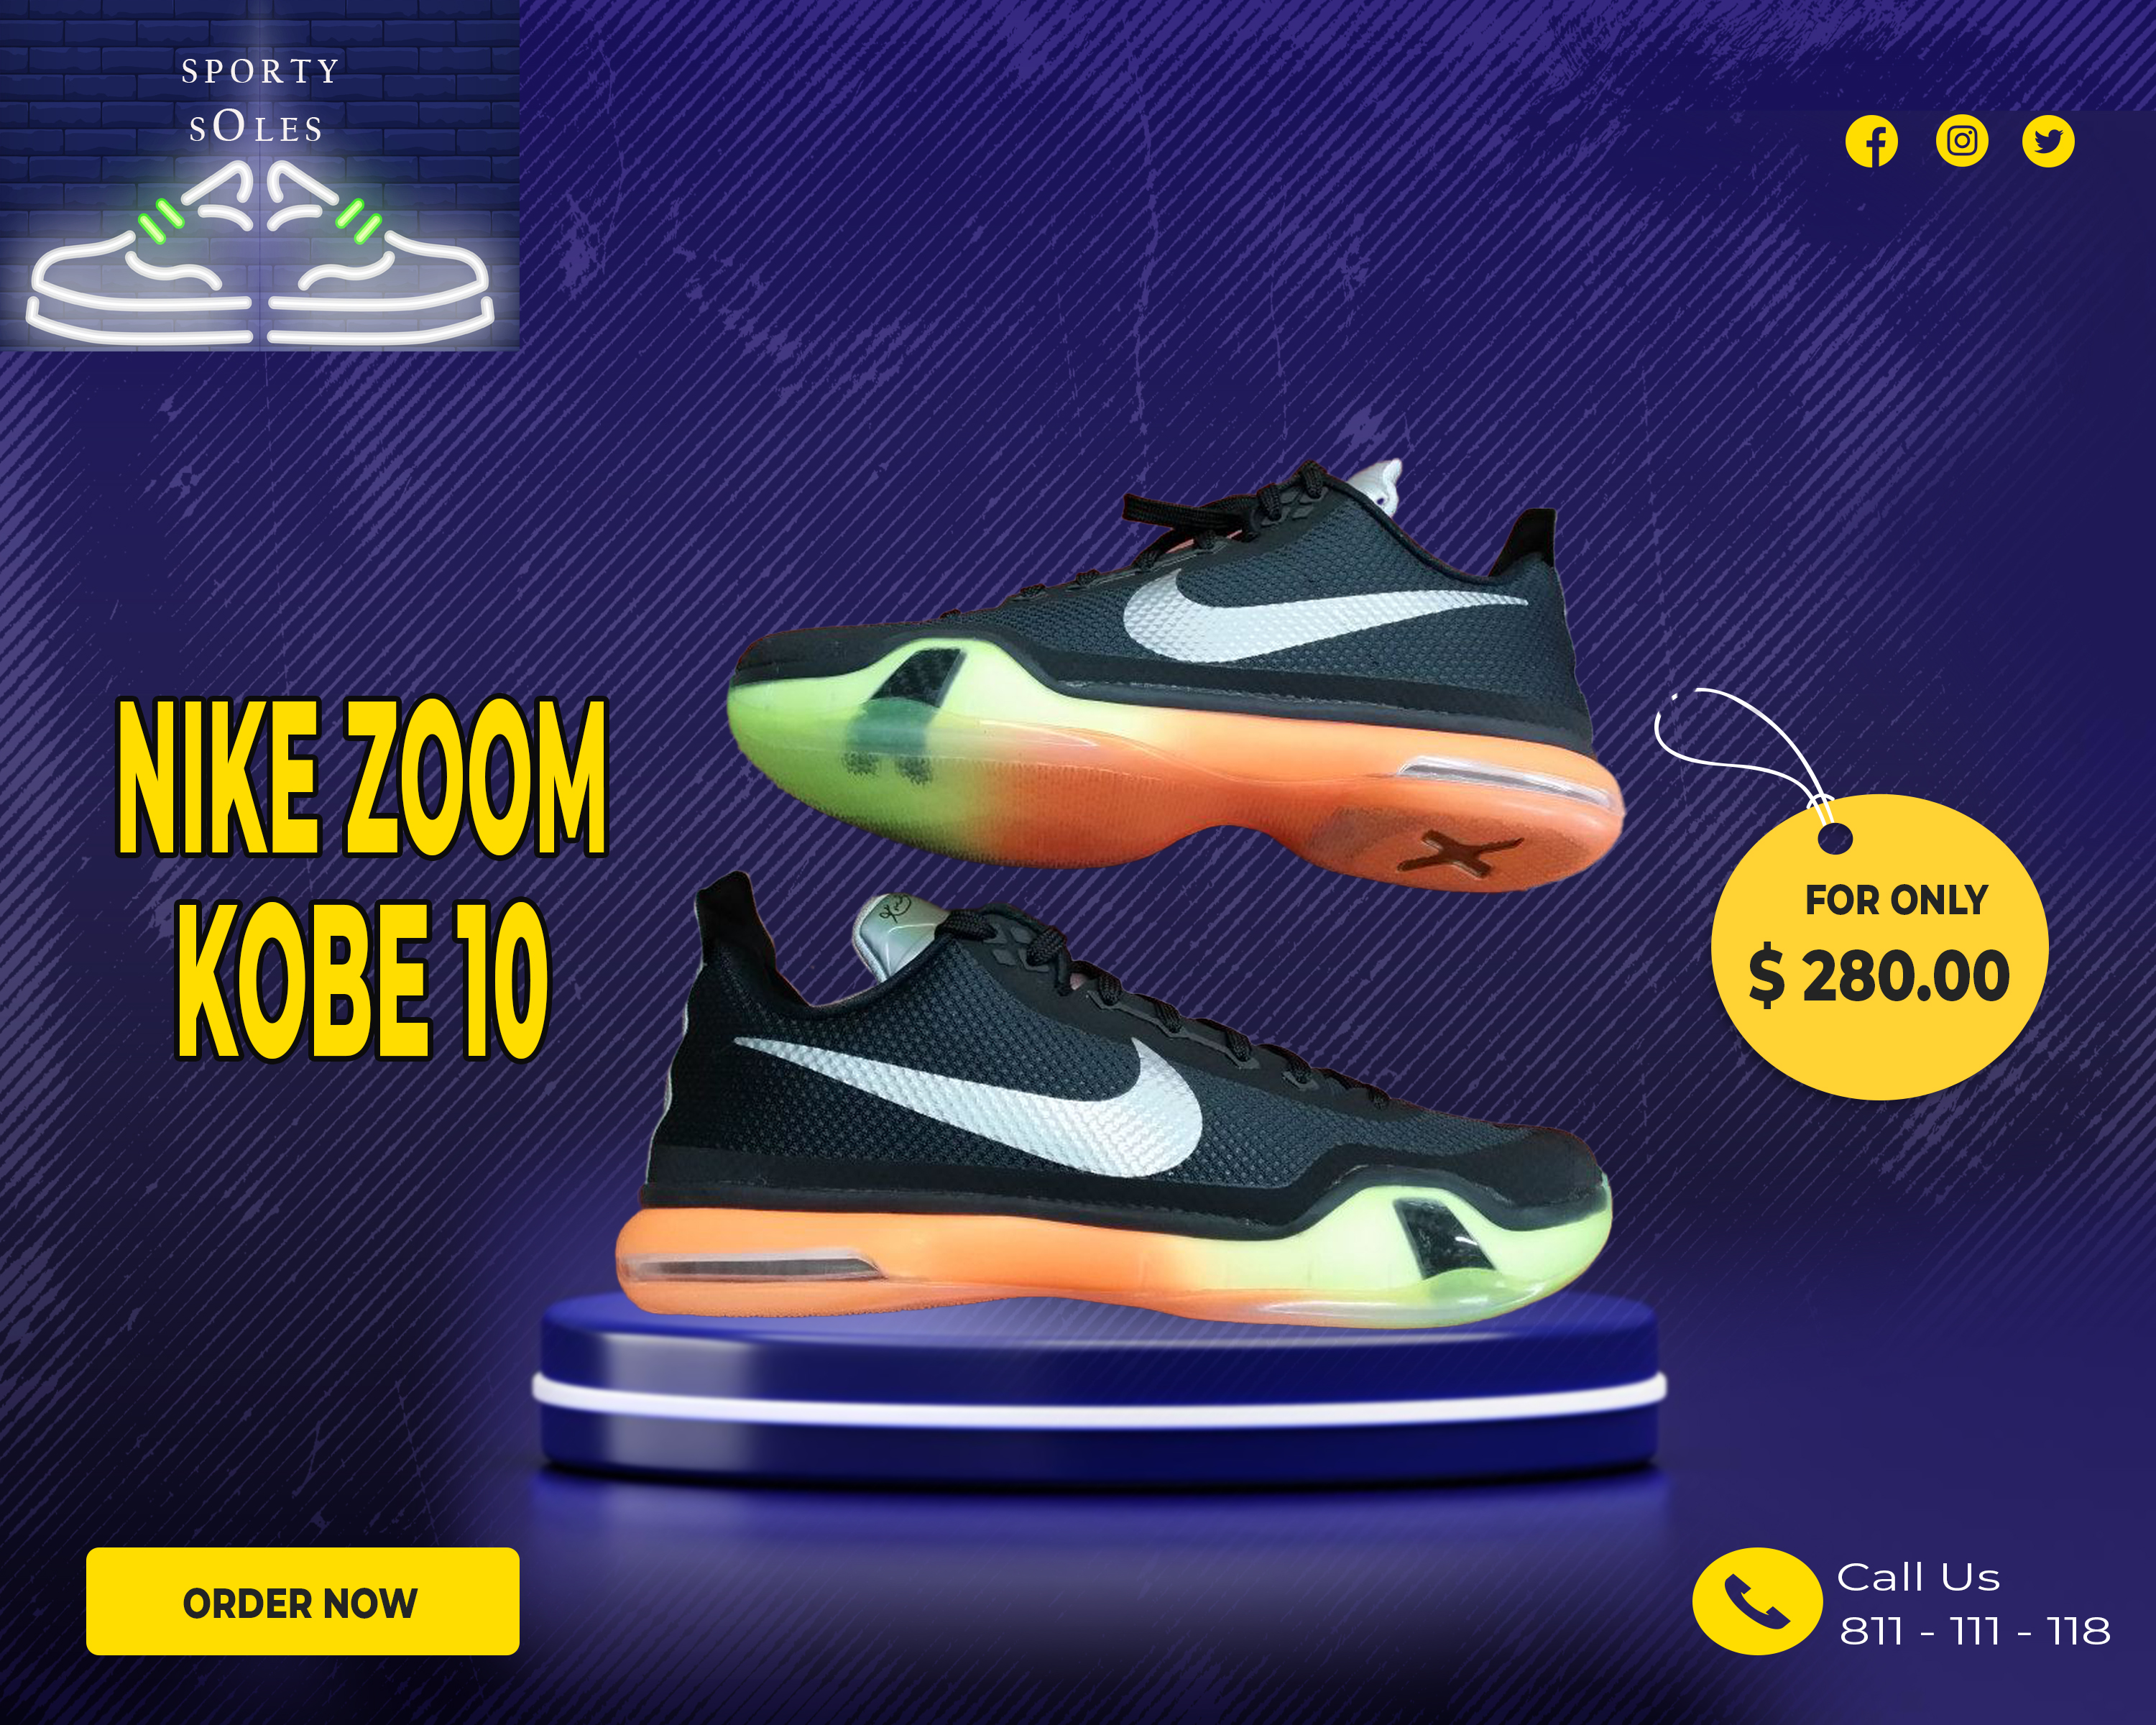 SPORTY
sOLES
NIKE ZOOM
KOBE 10
FOR ONLY
$ 280.00
ORDER NOW
Call Us
811 - 111 - 118